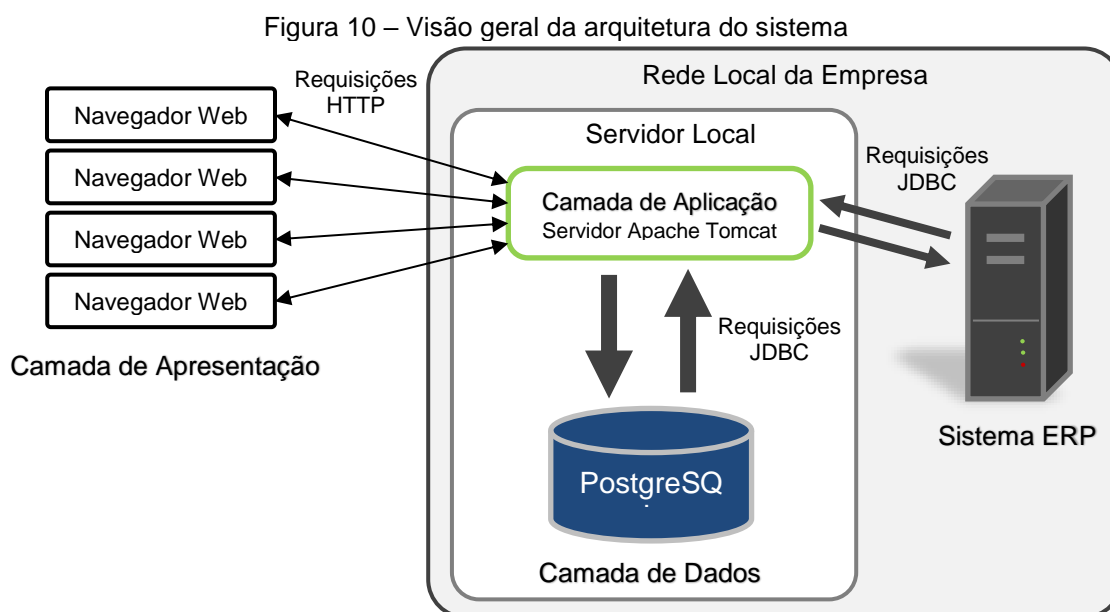 Figura 10 – Visão geral da arquitetura do sistema
Rede Local da Empresa
Requisições
HTTP
Navegador Web
Navegador Web
Navegador Web
Navegador Web
Camada de Apresentação
Servidor Local
Camada de Aplicação
Servidor Apache Tomcat
Requisições
JDBC
Requisições
JDBC
PostgreSQ
Camada de Dados
Sistema ERP